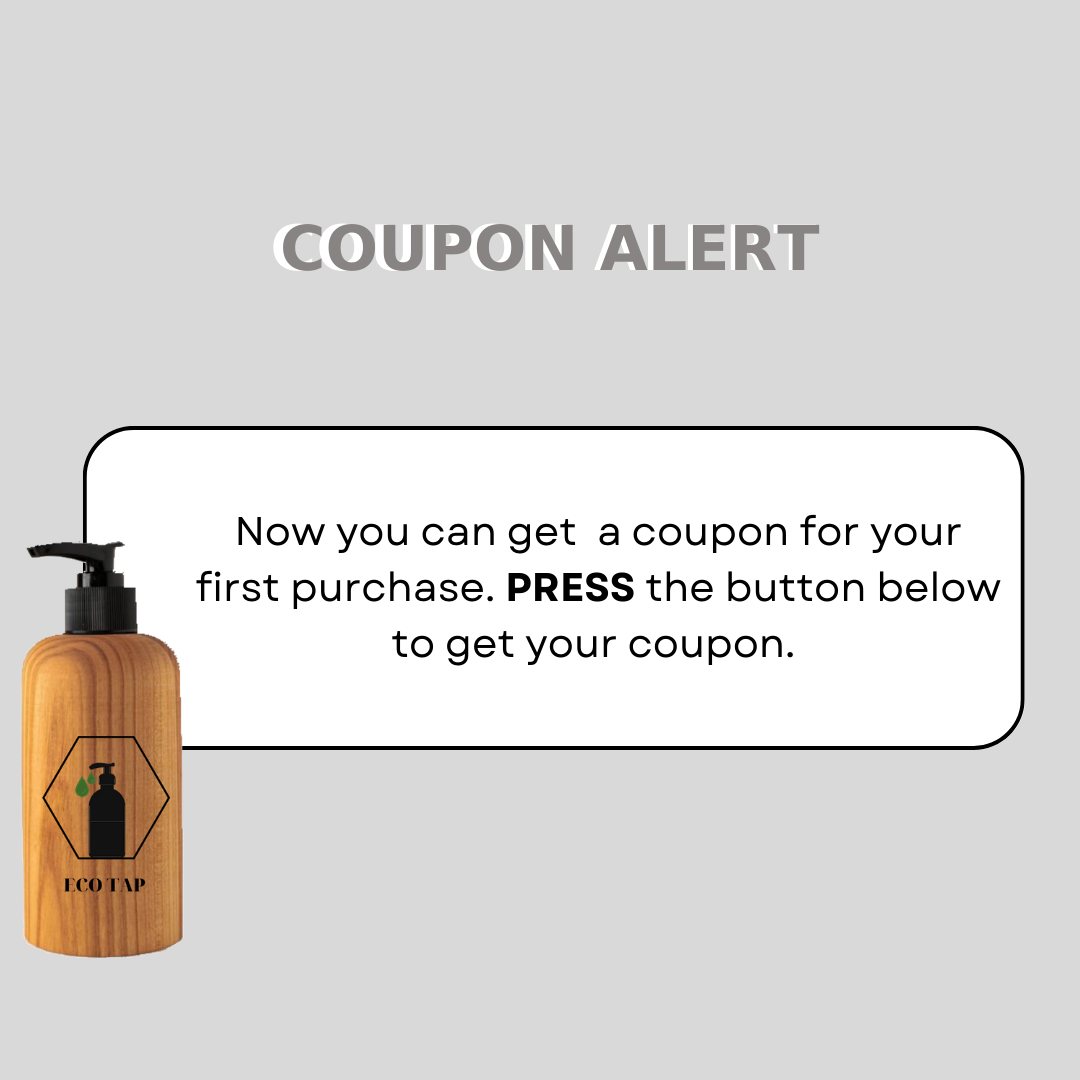 COUPON ALERT
Now you can get  a coupon for your
first purchase. PRESS the button below
to get your coupon.
ECO TAP